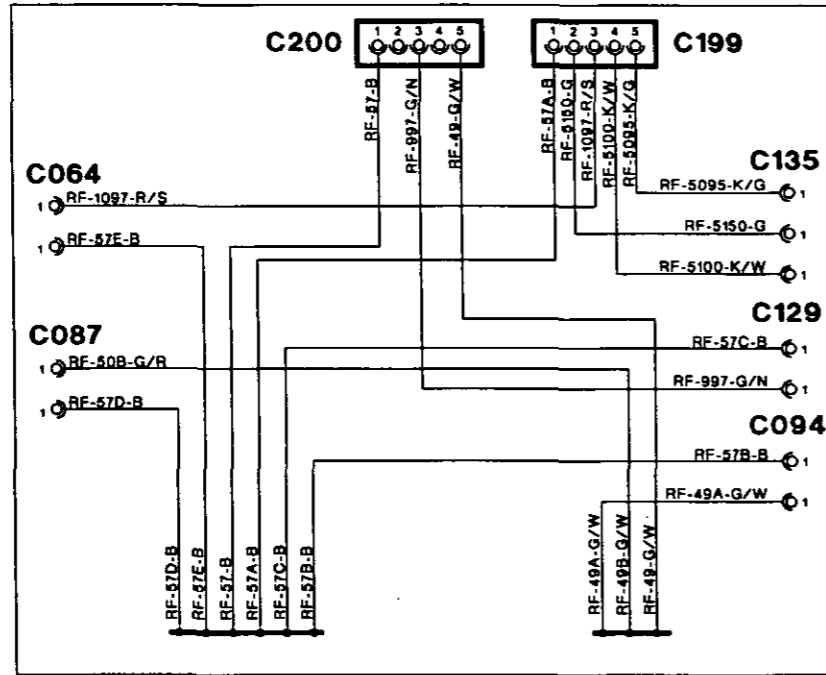 C200
1 2 3 4 5
1 2 3 4 5
C199
RF-57-B
RF-997-G/N
RF-49-G/W
RF-57A-B
RF-5150-G
RF-1097-R/S
RF-5100-K/W
RF-5095-K/G
C064
1 RF-1097-R/S
1 RF-57E-B
C135
RF-5095-K/G 1
RF-5150-G 1
RF-5100-K/W 1
C087
1 RF-50B-G/R
1 RF-57D-B
C129
RF-57C-B 1
RF-997-G/N 1
C094
RF-57B-B 1
RF-49A-G/W 1
RF-57D-B
RF-57E-B
RF-57-B
RF-57A-B
RF-57C-B
RF-57B-B
RF-49A-G/W
RF-49B-G/W
RF-49-G/W